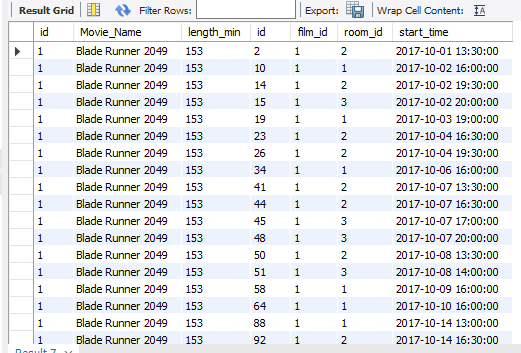 Result Grid Filter Rows: Export: Wrap Cell Content:
id Movie_Name length_min id film_id room_id start_time
1 Blade Runner 2049 153 2 1 2 2017-10-01 13:30:00
1 Blade Runner 2049 153 10 1 1 2017-10-02 16:00:00
1 Blade Runner 2049 153 14 1 2 2017-10-02 19:30:00
1 Blade Runner 2049 153 15 1 3 2017-10-02 20:00:00
1 Blade Runner 2049 153 19 1 1 2017-10-03 19:00:00
1 Blade Runner 2049 153 23 1 2 2017-10-04 16:30:00
1 Blade Runner 2049 153 26 1 2 2017-10-04 19:30:00
1 Blade Runner 2049 153 34 1 1 2017-10-06 16:00:00
1 Blade Runner 2049 153 41 1 2 2017-10-07 13:30:00
1 Blade Runner 2049 153 44 1 2 2017-10-07 16:30:00
1 Blade Runner 2049 153 45 1 3 2017-10-07 17:00:00
1 Blade Runner 2049 153 48 1 3 2017-10-07 20:00:00
1 Blade Runner 2049 153 50 1 2 2017-10-08 13:30:00
1 Blade Runner 2049 153 51 1 3 2017-10-08 14:00:00
1 Blade Runner 2049 153 58 1 1 2017-10-09 16:00:00
1 Blade Runner 2049 153 64 1 1 2017-10-10 16:00:00
1 Blade Runner 2049 153 88 1 1 2017-10-14 13:00:00
1 Blade Runner 2049 153 92 1 2 2017-10-14 16:30:00
Result 7